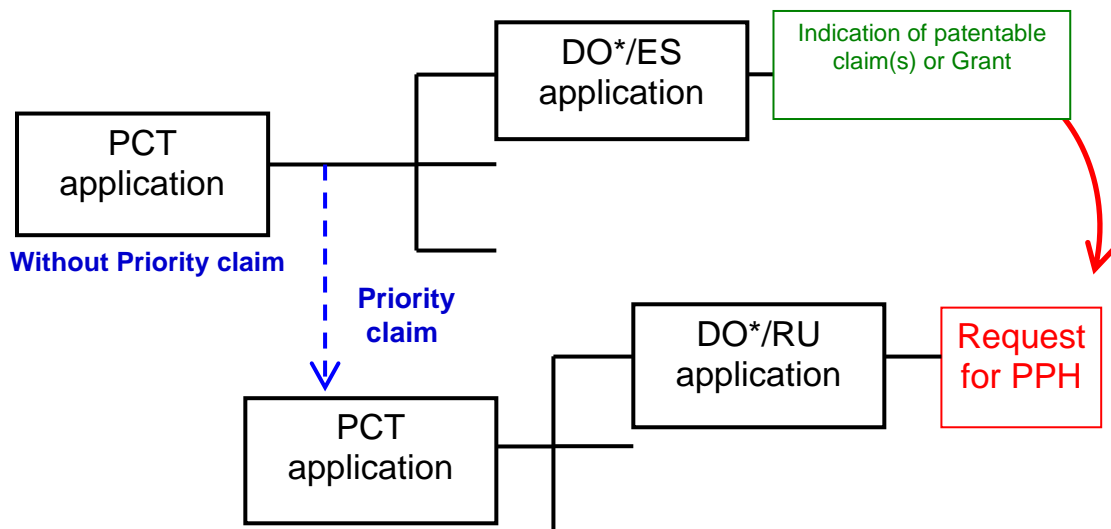 DO*/ES
application
Indication of patentable
claim(s) or Grant
PCT
application
Without Priority claim
Priority
claim
DO*/RU
application
Request
for PPH
PCT
application